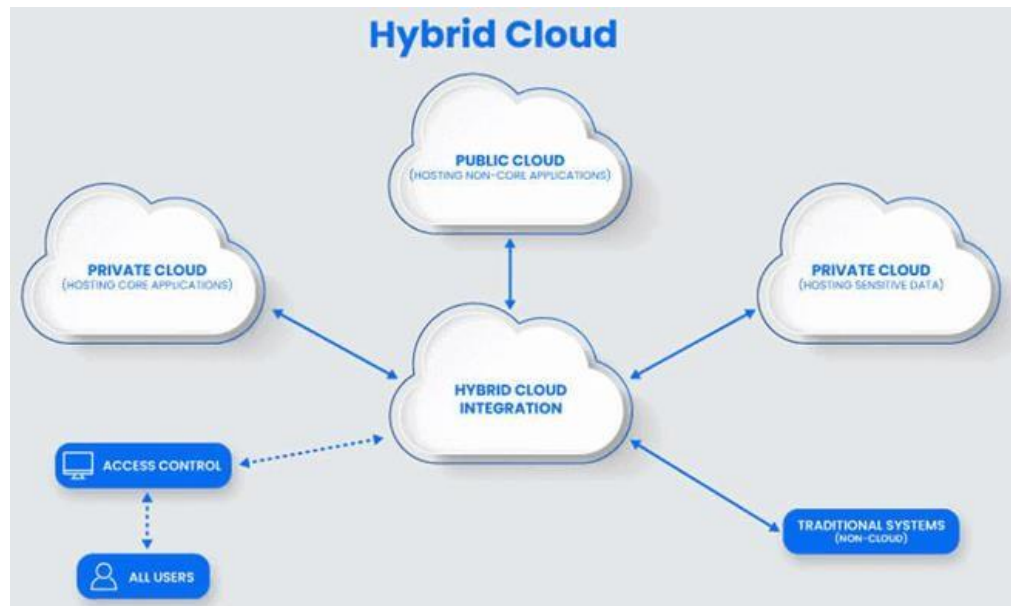 Hybrid Cloud
PUBLIC CLOUD
(HOSTING NON-CORE APPLICATIONS)
PRIVATE CLOUD
(HOSTING CORE APPLICATIONS)
PRIVATE CLOUD
(HOSTING SENSITIVE DATA)
HYBRID CLOUD
INTEGRATION
ACCESS CONTROL
TRADITIONAL SYSTEMS
(NON-CLOUD)
ALL USERS